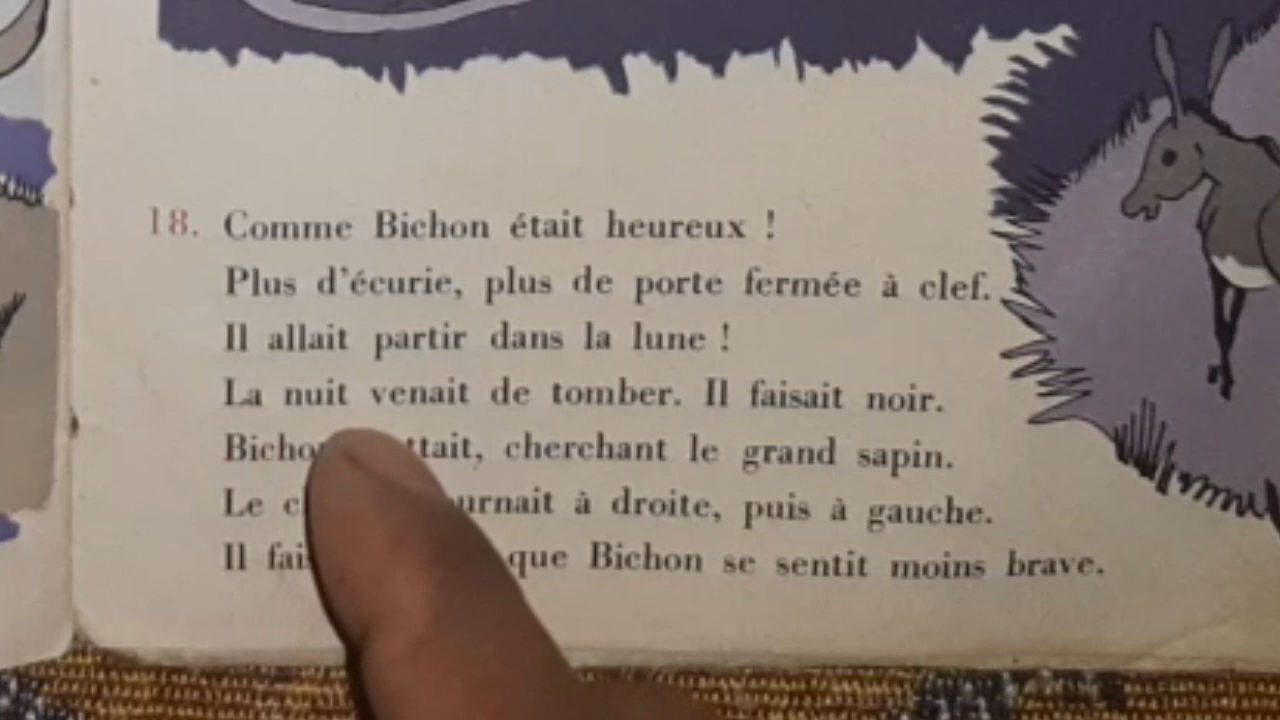 18. Comme Bichon était heureux !
Plus d'écurie, plus de porte fermée à clef.
Il allait partir dans la lune !
La nuit venait de tomber. Il faisait noir.
Bichon , cherchant le grand sapin.
Le à droite, puis à gauche.
Il que Bichon se sentit moins brave.